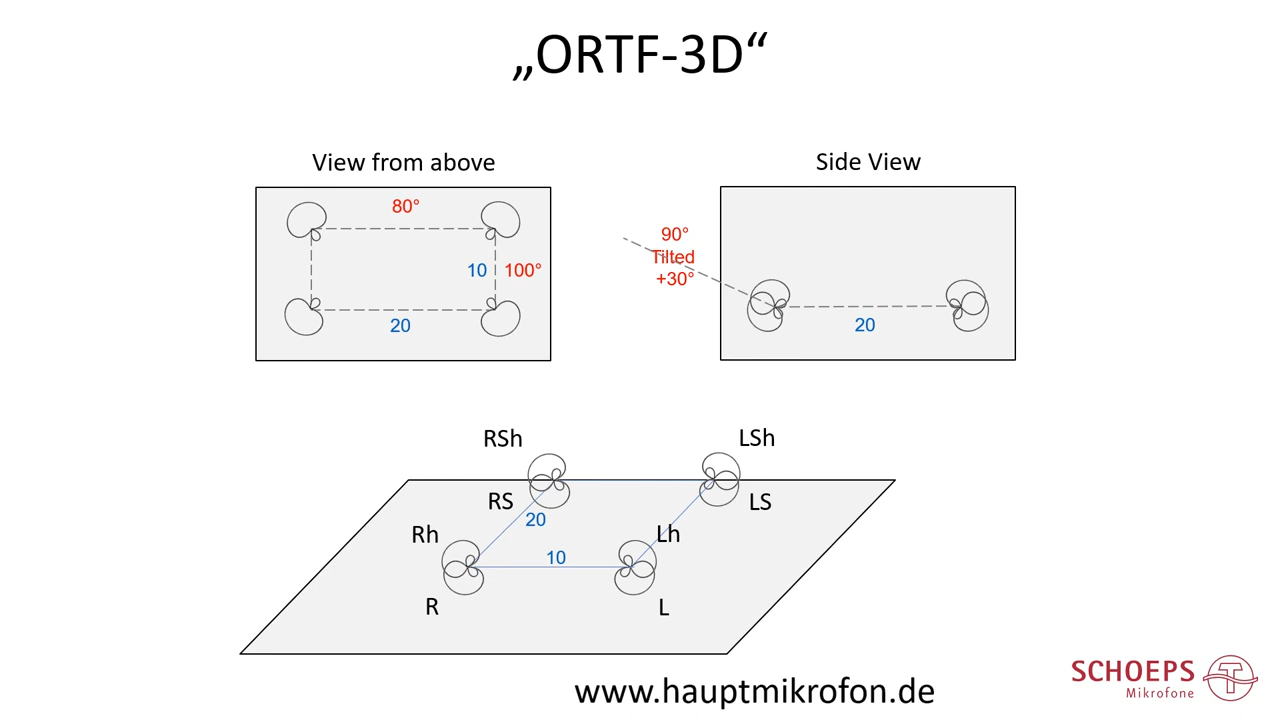 „ORTF-3D“
View from above
Side View
80°
10
100°
20
90°
Tilted
+30°
20
RSh
LSh
RS
LS
20
Rh
Lh
10
R
L
www.hauptmikrofon.de
SCHOEPS
Mikrofone